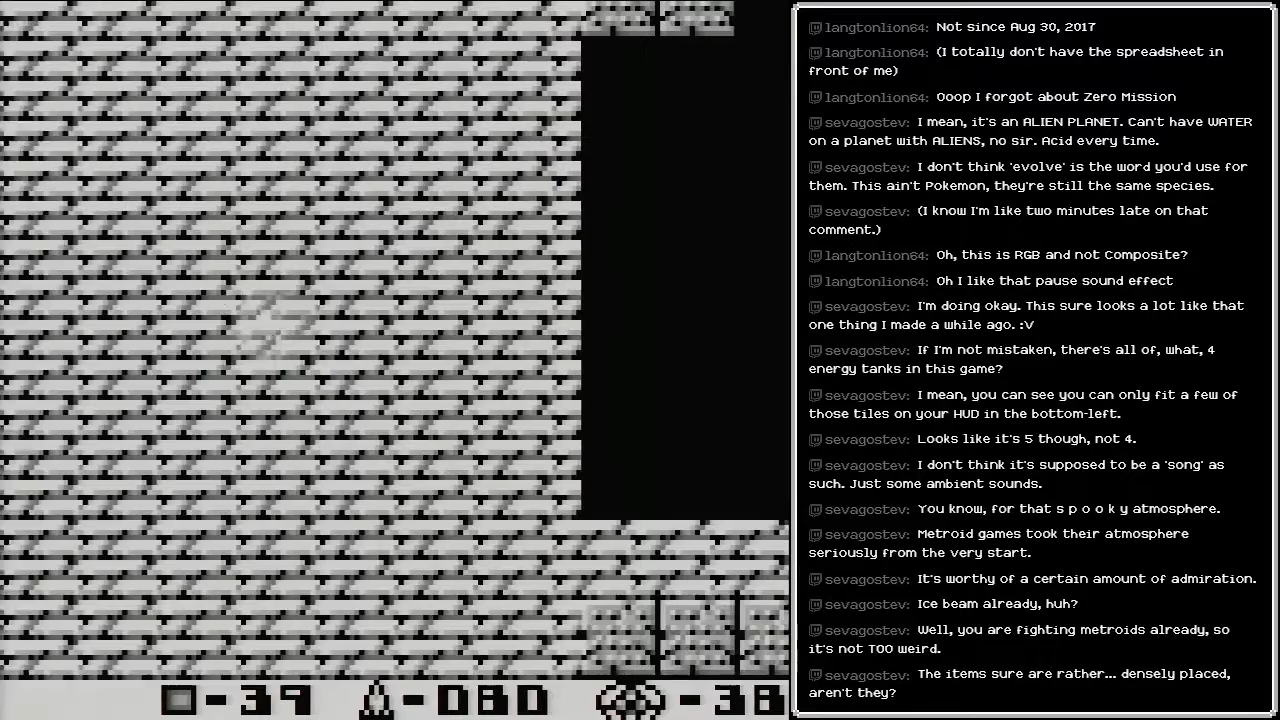 langtonlion64: Not since Aug 30, 2017
langtonlion64: (I totally don't have the spreadsheet in
front of me)
langtonlion64: Ooop I forgot about Zero Mission
sevagostev: I mean, it's an ALIEN PLANET. Can't have WATER
on a planet with ALIENS, no sir. Acid every time.
sevagostev: I don't think 'evolve' is the word you'd use for
them. This ain't Pokemon, they're still the same species.
sevagostev: (I know I'm like two minutes late on that
comment.)
langtonlion64: Oh, this is RGB and not Composite?
langtonlion64: Oh I like that pause sound effect
sevagostev: I'm doing okay. This sure looks a lot like that
one thing I made a while ago. :V
sevagostev: If I'm not mistaken, there's all of, what, 4
energy tanks in this game?
sevagostev: I mean, you can see you can only fit a few of
those tiles on your HUD in the bottom-left.
sevagostev: Looks like it's 5 though, not 4.
sevagostev: I don't think it's supposed to be a 'song' as
such. Just some ambient sounds.
sevagostev: You know, for that s p o o k y atmosphere.
sevagostev: Metroid games took their atmosphere
seriously from the very start.
sevagostev: It's worthy of a certain amount of admiration.
sevagostev: Ice beam already, huh?
sevagostev: Well, you are fighting metroids already, so
it's not TOO weird.
sevagostev: The items sure are rather... densely placed,
aren't they?
-39 -080 -38